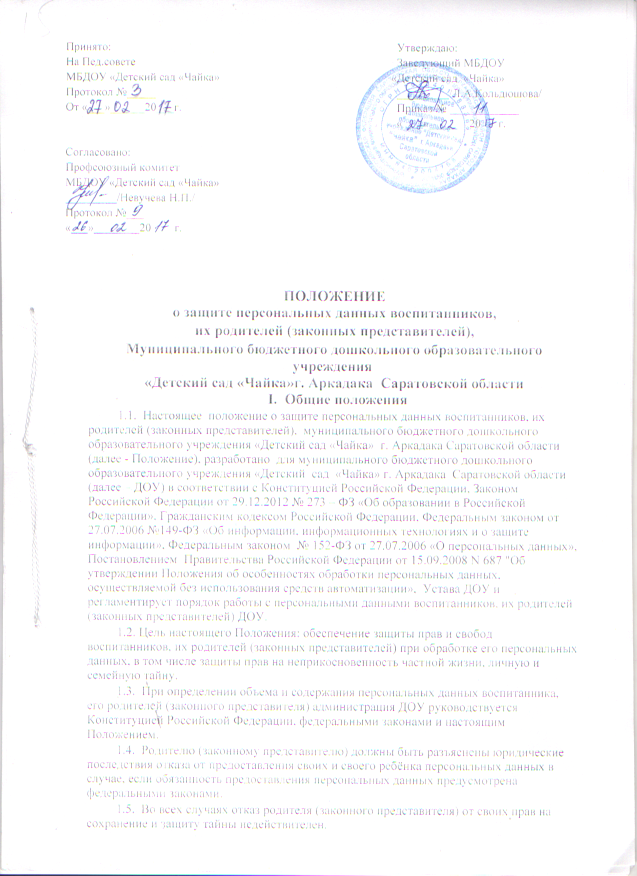 Принято:
На Пед.совете
МБДОУ «Детский сад «Чайка»
Протокол № 3
От «27» 02 2017 г.
Утверждаю:
Заведующий МБДОУ
«Детский сад «Чайка»
/Л.А.Кольдюшова/
Приказ № 11
«27» 02 2017 г.
Согласовано:
Профсоюзный комитет
МБДОУ «Детский сад «Чайка»
/Невучева Н.П./
Протокол № 9
«26» 02 2017 г.
ПОЛОЖЕНИЕ
о защите персональных данных воспитанников,
их родителей (законных представителей),
Муниципального бюджетного дошкольного образовательного
учреждения
«Детский сад «Чайка»г. Аркадака Саратовской области
I. Общие положения
1.1. Настоящее положение о защите персональных данных воспитанников, их
родителей (законных представителей), муниципального бюджетного дошкольного
образовательного учреждения «Детский сад «Чайка» г. Аркадака Саратовской области
(далее - Положение), разработано для муниципального бюджетного дошкольного
образовательного учреждения «Детский сад «Чайка» г. Аркадака Саратовской области
(далее – ДОУ) в соответствии с Конституцией Российской Федерации, Законом
Российской Федерации от 29.12.2012 № 273 – ФЗ «Об образовании в Российской
Федерации», Гражданским кодексом Российской Федерации, Федеральным законом от
27.07.2006 №149-ФЗ «Об информации, информационных технологиях и о защите
информации», Федеральным законом № 152-ФЗ от 27.07.2006 «О персональных данных»,
Постановлением Правительства Российской Федерации от 15.09.2008 N 687 "Об
утверждении Положения об особенностях обработки персональных данных,
осуществляемой без использования средств автоматизации», Устава ДОУ и
регламентирует порядок работы с персональными данными воспитанников, их родителей
(законных представителей) ДОУ.
1.2. Цель настоящего Положения: обеспечение защиты прав и свобод
воспитанников, их родителей (законных представителей) при обработке его персональных
данных, в том числе защиты прав на неприкосновенность частной жизни, личную и
семейную тайну.
1.3. При определении объема и содержания персональных данных воспитанника,
его родителей (законного представителя) администрация ДОУ руководствуется
Конституцией Российской Федерации, федеральными законами и настоящим
Положением.
1.4. Родителю (законному представителю) должны быть разъяснены юридические
последствия отказа от предоставления своих и своего ребёнка персональных данных в
случае, если обязанность предоставления персональных данных предусмотрена
федеральными законами.
1.5. Во всех случаях отказ родителя (законного представителя) от своих прав на
сохранение и защиту тайны недействителен.